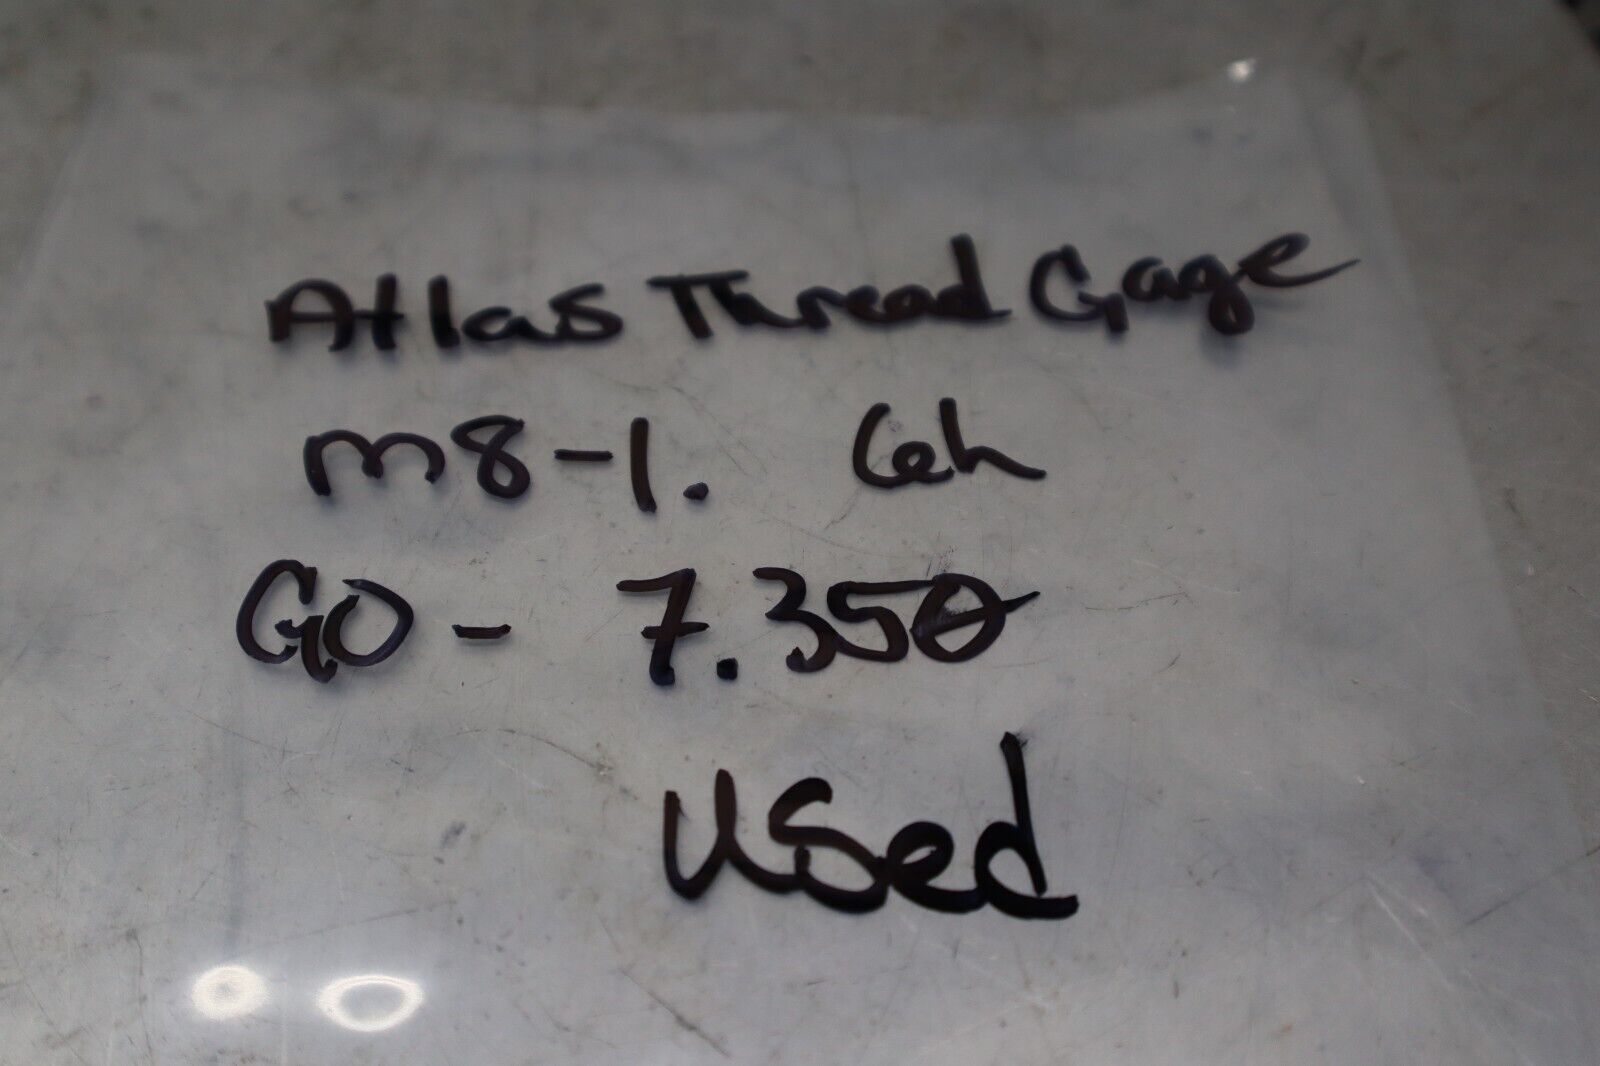 Atlas Thread Gage
M8-1. 6h
GO- 7.350
Used